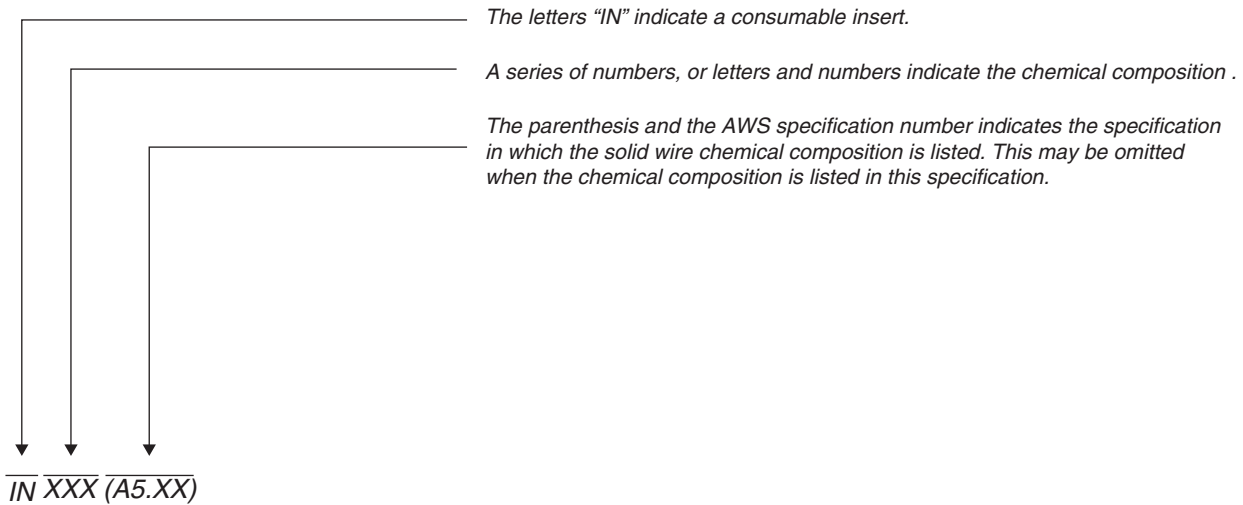 The letters “IN” indicate a consumable insert.
A series of numbers, or letters and numbers indicate the chemical composition .
The parenthesis and the AWS specification number indicates the specification
in which the solid wire chemical composition is listed. This may be omitted
when the chemical composition is listed in this specification.
IN XXX (A5.XX)